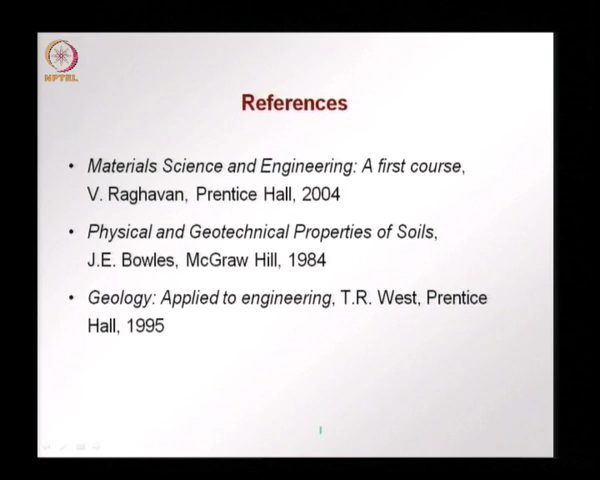 NPTEL
References
• Materials Science and Engineering: A first course,
V. Raghavan, Prentice Hall, 2004
• Physical and Geotechnical Properties of Soils,
J.E. Bowles, McGraw Hill, 1984
• Geology: Applied to engineering, T.R. West, Prentice
Hall, 1995